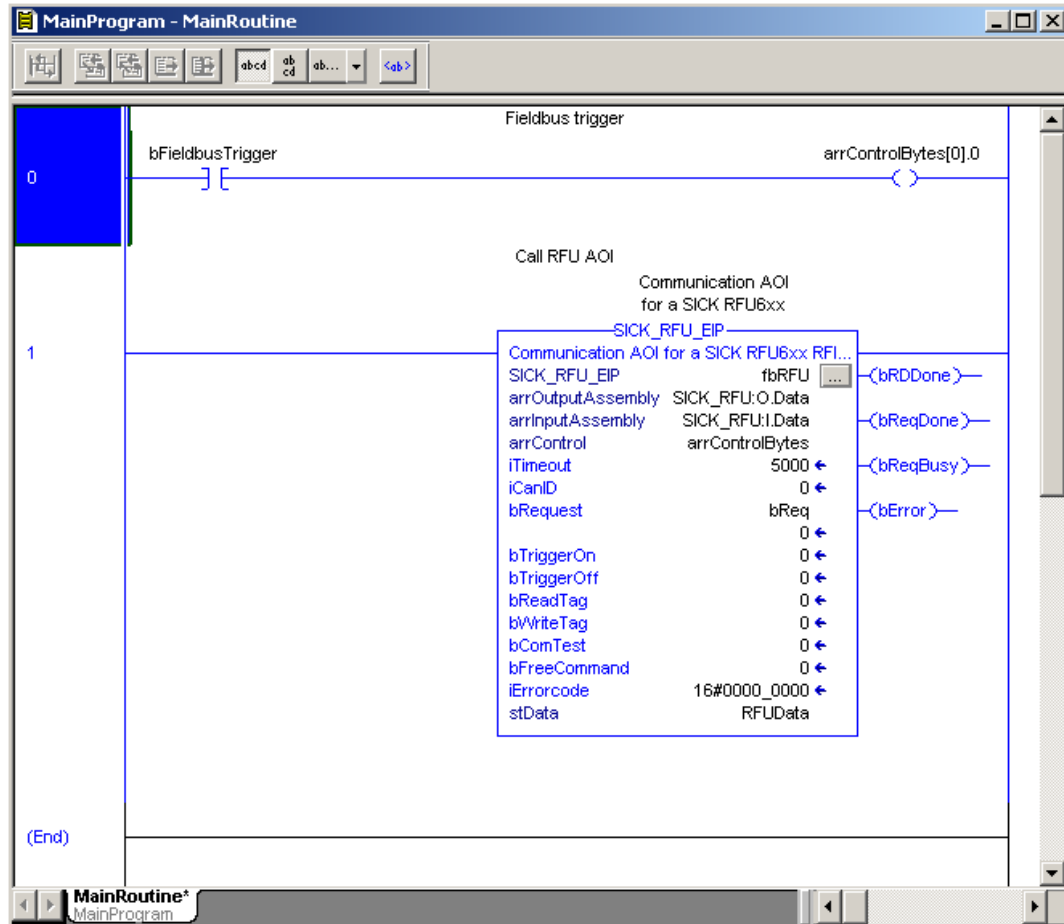 MainProgram - MainRoutine
abcd ab cd ab... <ab>
Fieldbus trigger
bFieldbusTrigger arrControlBytes[0].0
0
Call RFU AOI
Communication AOI
for a SICK RFU6xx
SICK_RFU_EIP
1
Communication AOI for a SICK RFU6xx RFI...
SICK_RFU_EIP fbRFU ... (bRDDone)
arrOutputAssembly SICK_RFU:O.Data
arrInputAssembly SICK_RFU:I.Data (bReqDone)
arrControl arrControlBytes
iTimeout 5000 (bReqBusy)
iCanID 0
bRequest bReq (bError)
0
bTriggerOn 0
bTriggerOff 0
bReadTag 0
bWriteTag 0
bComTest 0
bFreeCommand 0
iErrorcode 16#0000_0000
stData RFUData
(End)
MainRoutine*
MainProgram